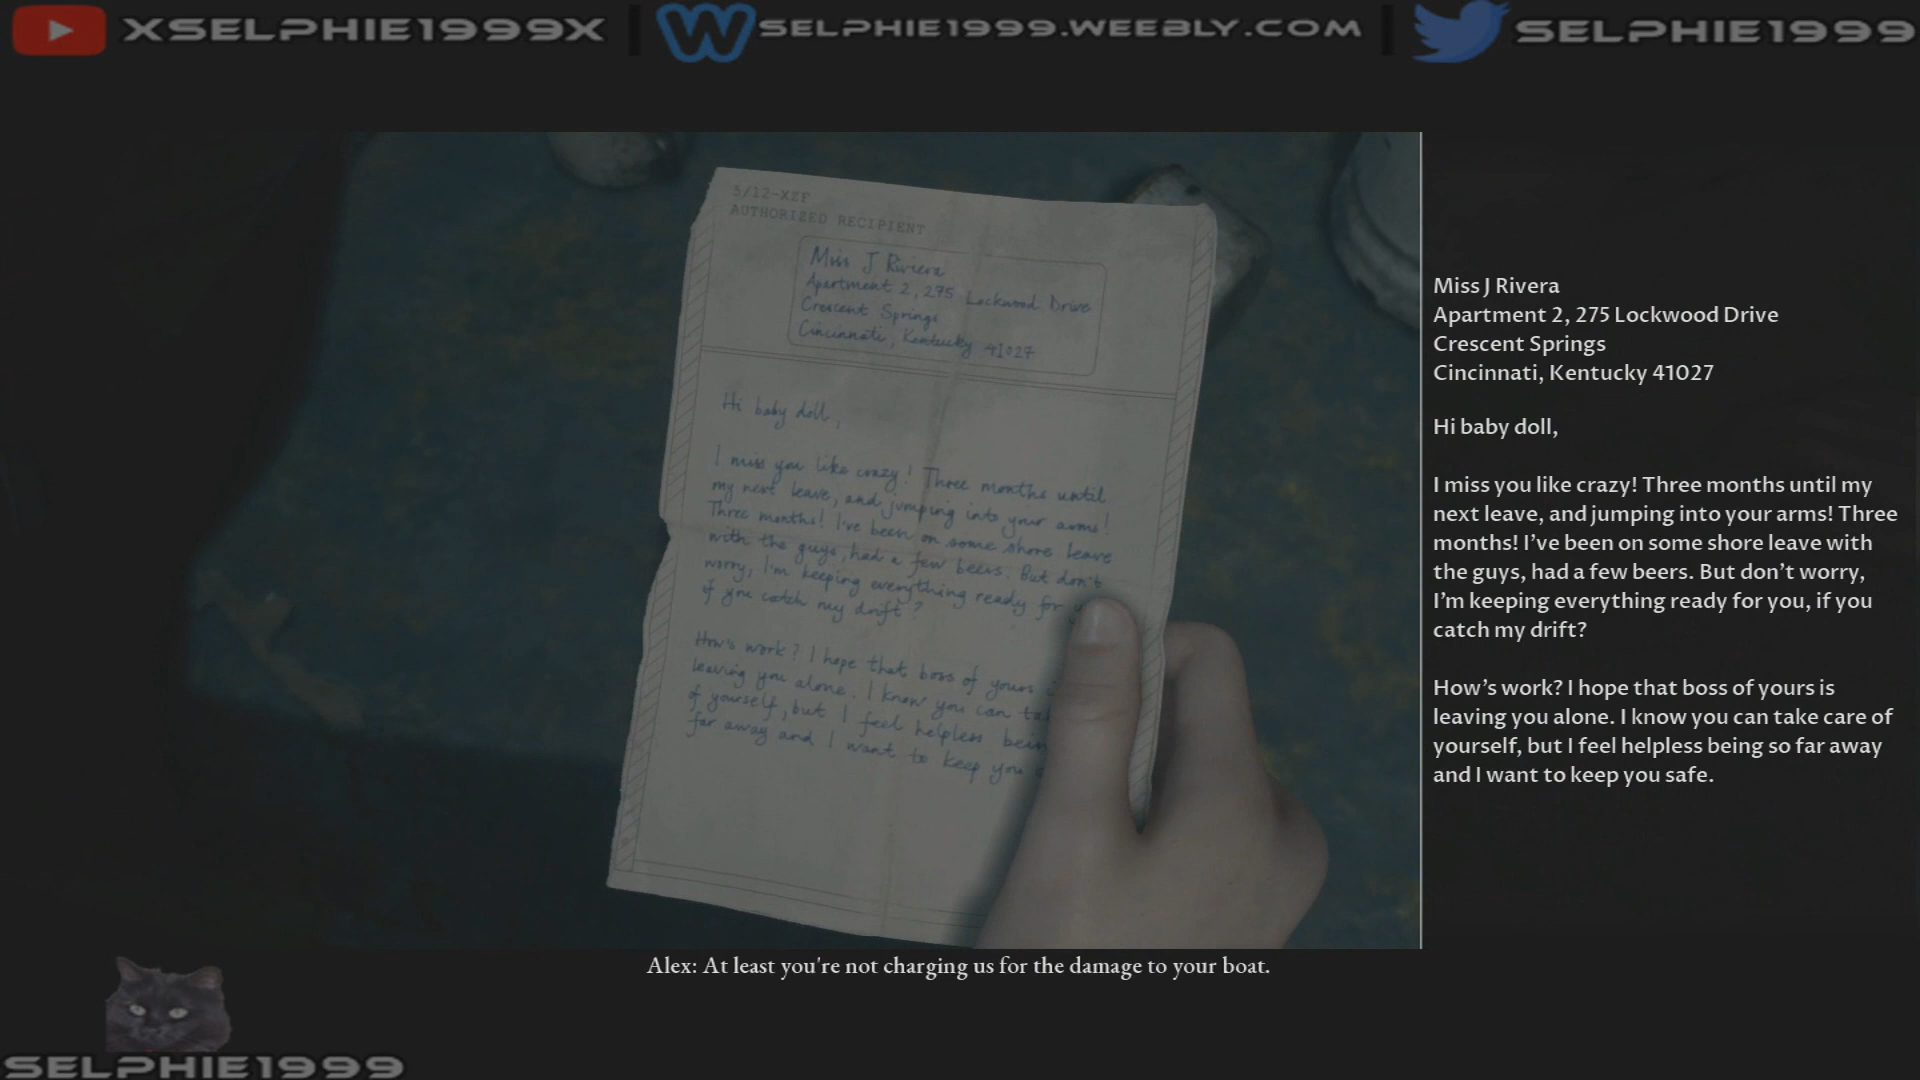 XSELPHIE1999X | SELPHIE1999.WEEBLY.COM | SELPHIE1999
5/12-XZF
AUTHORIZED RECIPIENT
Miss J Riviera
Apartment 2, 275 Lockwood Drive
Crescent Springs
Cincinnati, Kentucky 41027
Hi baby doll,
I miss you like crazy! Three months until
my next leave, and jumping into your arms!
Three months! I've been on some shore leave
with the guys, had a few beers. But don't
worry, I'm keeping everything ready for
if you catch my drift?
How's work? I hope that boss of yours
leaving you alone. I know you can
of yourself, but I feel helpless
far away and I want to keep you
Miss J Rivera
Apartment 2, 275 Lockwood Drive
Crescent Springs
Cincinnati, Kentucky 41027
Hi baby doll,
I miss you like crazy! Three months until my
next leave, and jumping into your arms! Three
months! I've been on some shore leave with
the guys, had a few beers. But don't worry,
I'm keeping everything ready for you, if you
catch my drift?
How's work? I hope that boss of yours is
leaving you alone. I know you can take care of
yourself, but I feel helpless being so far away
and I want to keep you safe.
Alex: At least you're not charging us for the damage to your boat.
SELPHIE1999